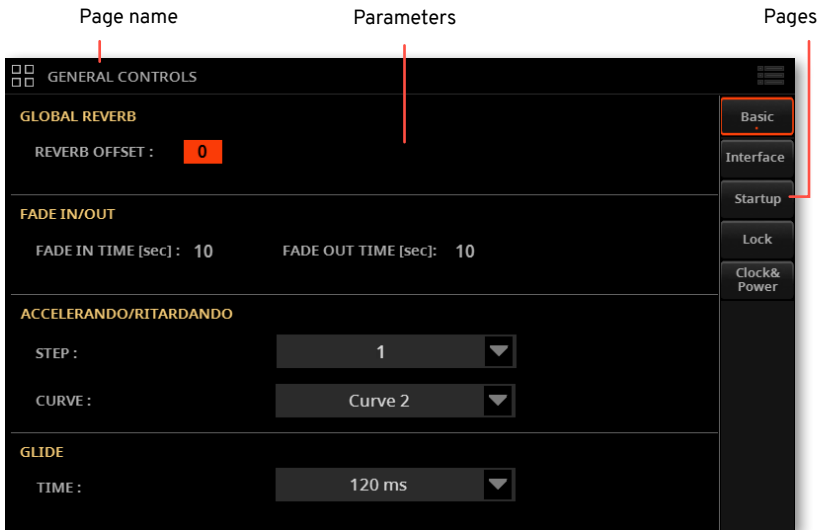 Page name Parameters Pages
GENERAL CONTROLS
GLOBAL REVERB
Basic
REVERB OFFSET : 0
Interface
Startup
FADE IN/OUT
FADE IN TIME [sec] : 10 FADE OUT TIME [sec]: 10
Lock
Clock&
Power
ACCELERANDO/RITARDANDO
STEP : 1
CURVE : Curve 2
GLIDE
TIME : 120 ms